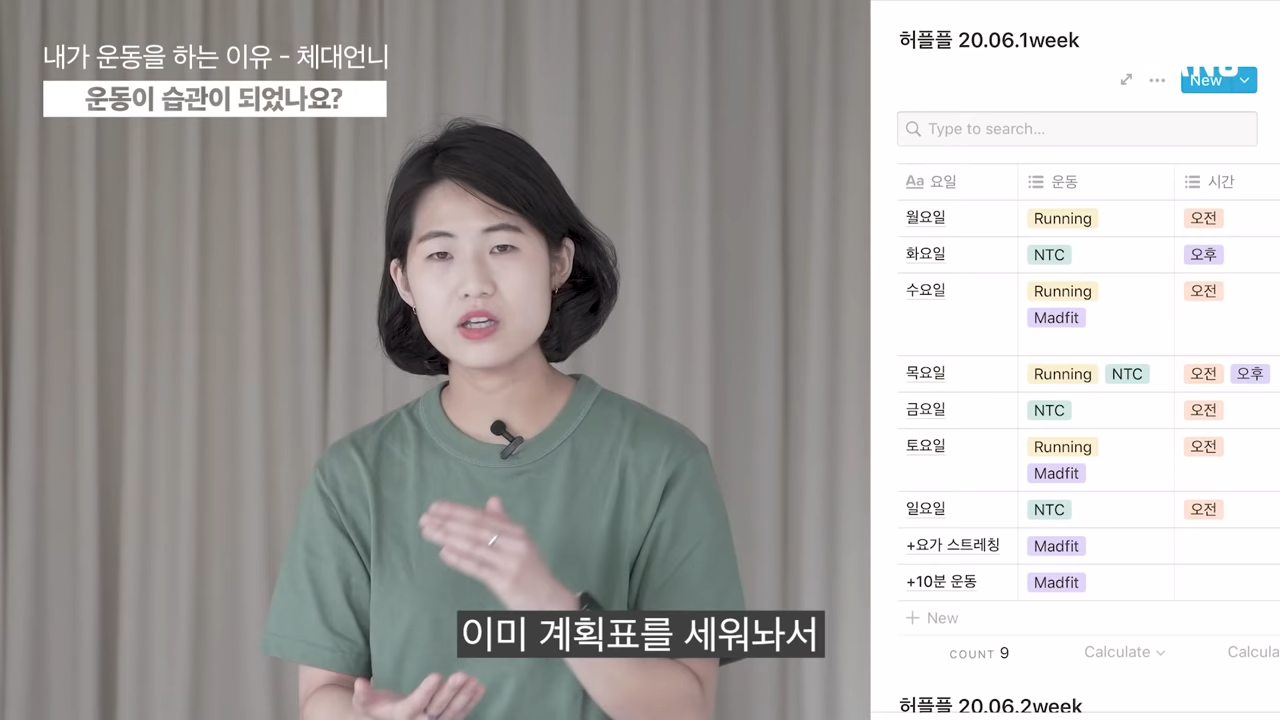 내가 운동을 하는 이유 - 체대언니
운동이 습관이 되었나요?
이미 계획표를 세워놔서
허플플 20.06.1week
New
Type to search...
Aa 요일 운동 시간
월요일 Running 오전
화요일 NTC 오후
수요일 Running 오전
Madfit
목요일 Running NTC 오전 오후
금요일 NTC 오전
토요일 Running 오전
Madfit
일요일 NTC 오전
+요가 스트레칭 Madfit
+10분 운동 Madfit
+ New
COUNT 9 Calculate Calcula
허플플 20.06.2week